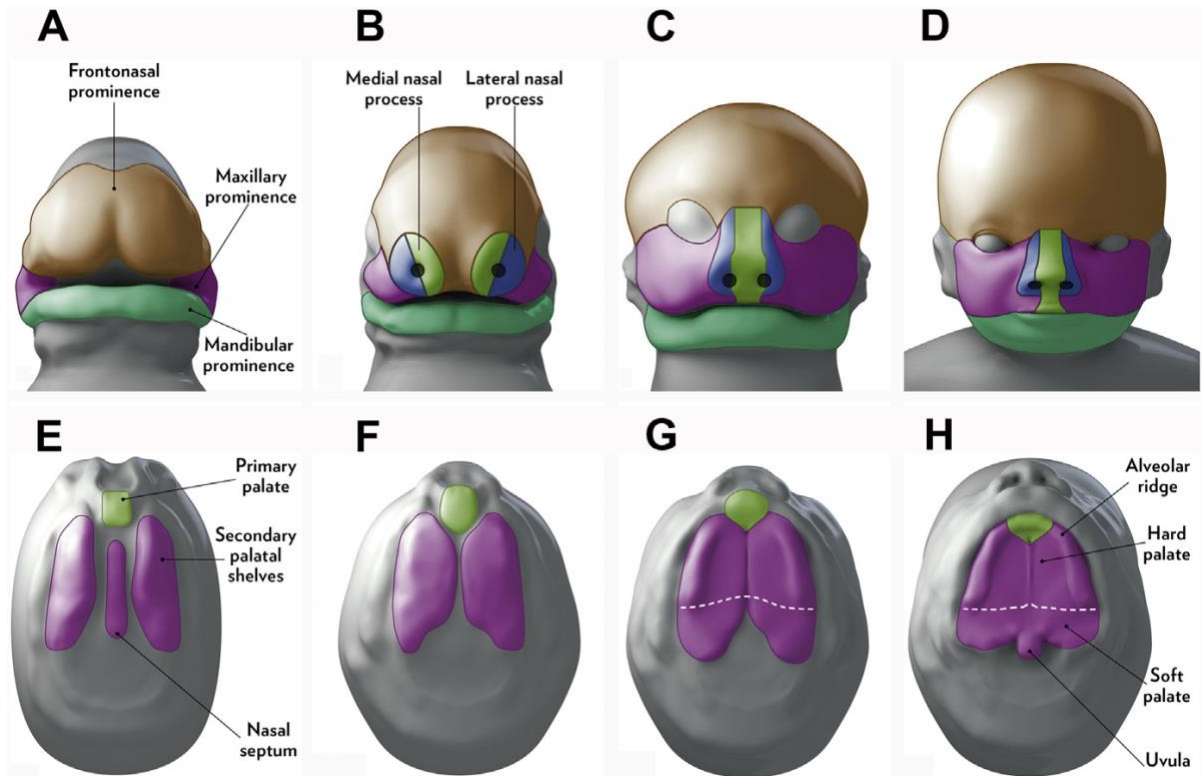 A
B
C
D
Frontonasal
prominence
Maxillary
prominence
Mandibular
prominence
Medial nasal
process
Lateral nasal
process
E
F
G
H
Primary
palate
Secondary
palatal
shelves
Nasal
septum
Alveolar
ridge
Hard
palate
Soft
palate
Uvula